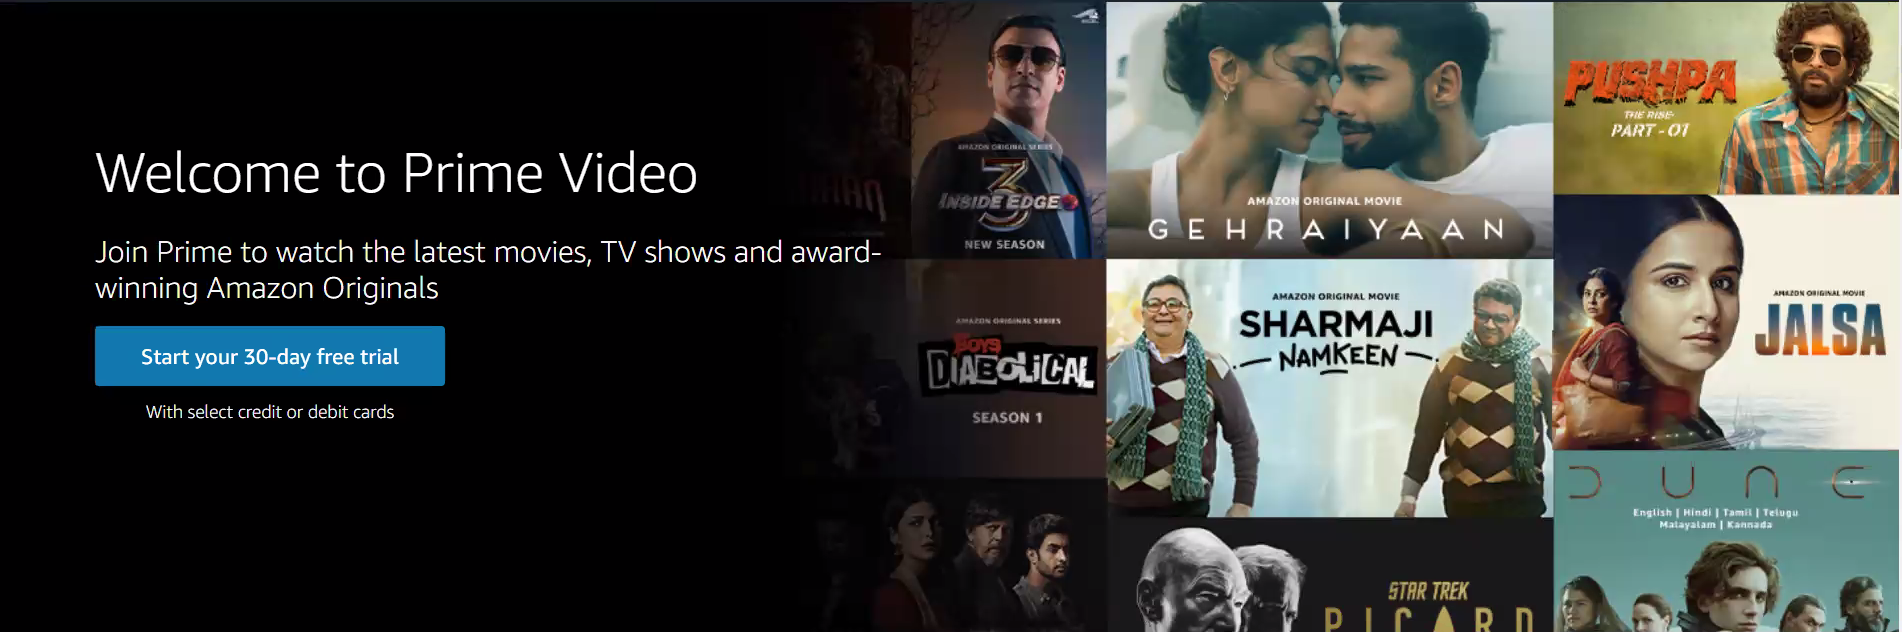 Welcome to Prime Video
Join Prime to watch the latest movies, TV shows and award-
winning Amazon Originals
Start your 30-day free trial
With select credit or debit cards
AMAZON ORIGINAL SERIES
3
INSIDE EDGE
NEW SEASON
AMAZON ORIGINAL SERIES
THE BOYS
DIABOLICAL
SEASON 1
AMAZON ORIGINAL MOVIE
GEHRAIYAAN
AMAZON ORIGINAL MOVIE
SHARMAJI
NAMKEEN
STAR TREK
PICARD
PUSHPA
THE RISE-
PART - 01
AMAZON ORIGINAL MOVIE
JALSA
DUNE
English | Hindi | Tamil | Telugu
Malayalam | Kannada